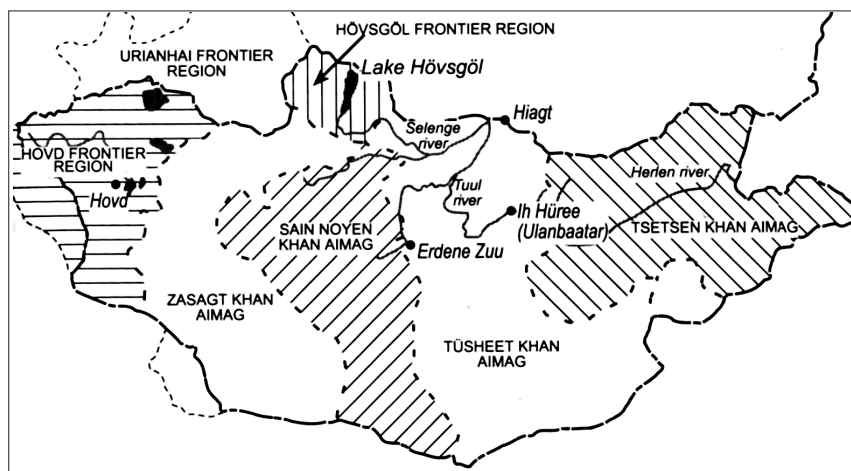 HÖVSGÖL FRONTIER REGION
URIANHAI FRONTIER
REGION
Lake Hövsgöl
Hiagt
Selenge
river
HOVD FRONTIER
REGION
Hovd
Herlen river
Tuul
river
Ih Hüree
(Ulanbaatar)
SAIN NOYEN
KHAN AIMAG
TSETSEN KHAN AIMAG
Erdene Zuu
ZASAGT KHAN
AIMAG
TÜSHEET KHAN
AIMAG